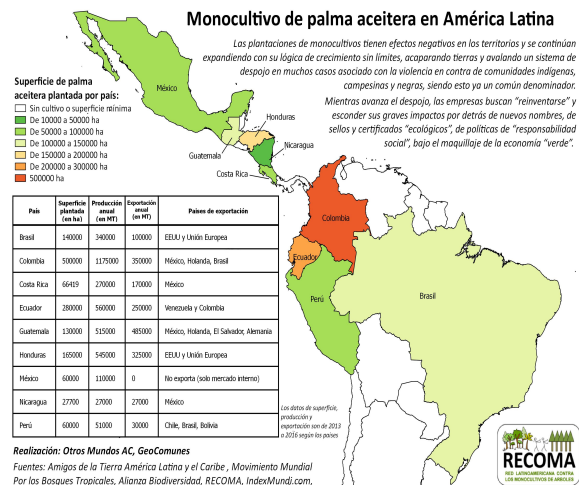 Monocultivo de palma aceitera en América Latina
Las plantaciones de monocultivos tienen efectos negativos en los territorios y se continúan
expandiendo con su lógica de crecimiento sin límites, acaparando tierras y avalando un sistema de
despojo en muchos casos asociado con la violencia en contra de comunidades indígenas,
campesinas y negras, siendo esto ya un común denominador.
Mientras avanza el despojo, las empresas buscan "reinventarse" y
esconder sus graves impactos por detrás de nuevos nombres, de
sellos y certificados "ecológicos", de políticas de "responsabilidad
social", bajo el maquillaje de la economía "verde".
Superficie de palma
aceitera plantada por país:
Sin cultivo o superficie mínima
De 10000 a 50000 ha
De 50000 a 100000 ha
De 100000 a 150000 ha
De 150000 a 200000 ha
De 200000 a 300000 ha
500000 ha
México
Honduras
Guatemala
Nicaragua
Costa Rica
Colombia
Ecuador
Perú
Brasil
País Superficie plantada (en ha) Producción anual (en MT) Exportación anual (en MT) Países de exportación
Brasil 140000 340000 100000 EEUU y Unión Europea
Colombia 500000 1175000 350000 México, Holanda, Brasil
Costa Rica 66419 270000 170000 México
Ecuador 280000 560000 250000 Venezuela y Colombia
Guatemala 130000 515000 485000 México, Holanda, El Salvador, Alemania
Honduras 165000 545000 325000 EEUU y Unión Europea
México 60000 110000 0 No exporta (solo mercado interno)
Nicaragua 27700 27000 27000 México
Perú 60000 51000 30000 Chile, Brasil, Bolivia
Los datos de superficie,
producción y
exportación son de 2013
a 2016 según los países
Realización: Otros Mundos AC, GeoComunes
Fuentes: Amigos de la Tierra América Latina y el Caribe , Movimiento Mundial
Por los Bosques Tropicales, Alianza Biodiversidad, RECOMA, IndexMundi.com,
RECOMA
RED LATINOAMERICANA CONTRA
LOS MONOCULTIVOS DE ARBOLES